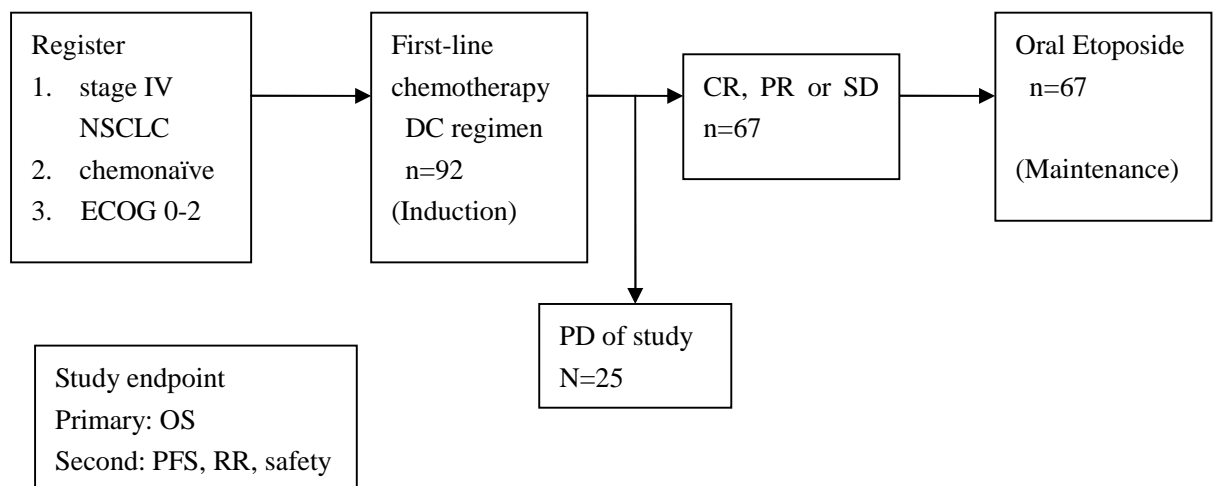 Register
1. stage IV
NSCLC
2. chemonaïve
3. ECOG 0-2
First-line
chemotherapy
DC regimen
n=92
(Induction)
CR, PR or SD
n=67
Oral Etoposide
n=67
(Maintenance)
PD of study
N=25
Study endpoint
Primary: OS
Second: PFS, RR, safety